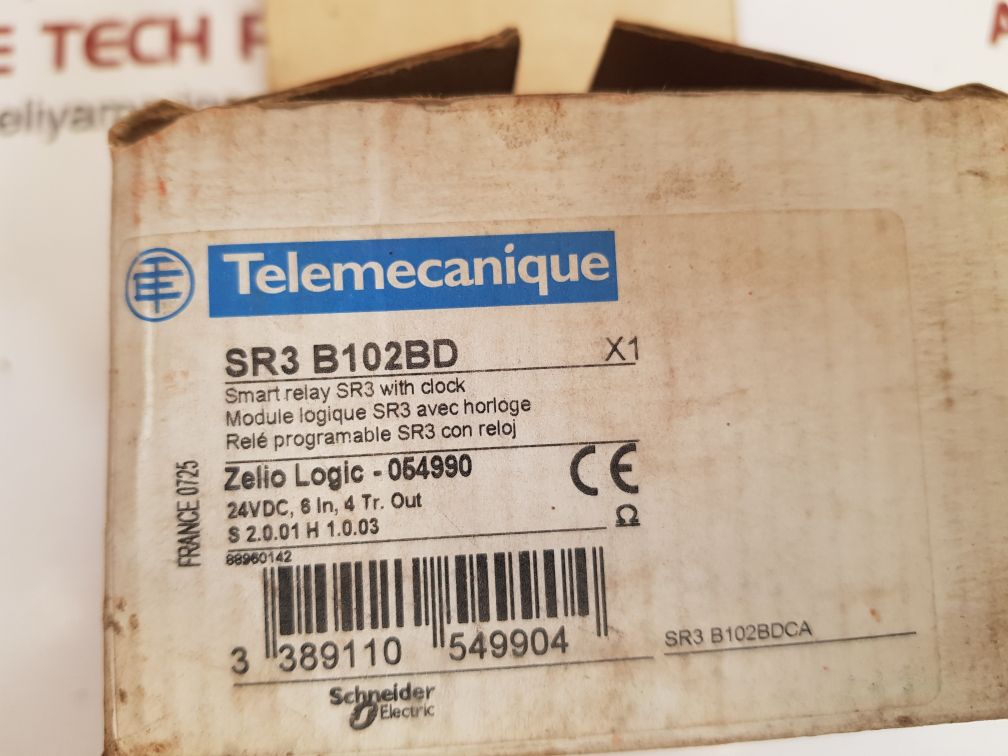 E TECH
Telemecanique
SR3 B102BD X1
Smart relay SR3 with clock
Module logique SR3 avec horloge
Relé programable SR3 con reloj
Zelio Logic - 054990
CE
24VDC, 6 In, 4 Tr. Out
S 2.0.01 H 1.0.03
Ω
FRANCE 0725
88960142
3 389110 549904
SR3 B102BDCA
Schneider
Electric